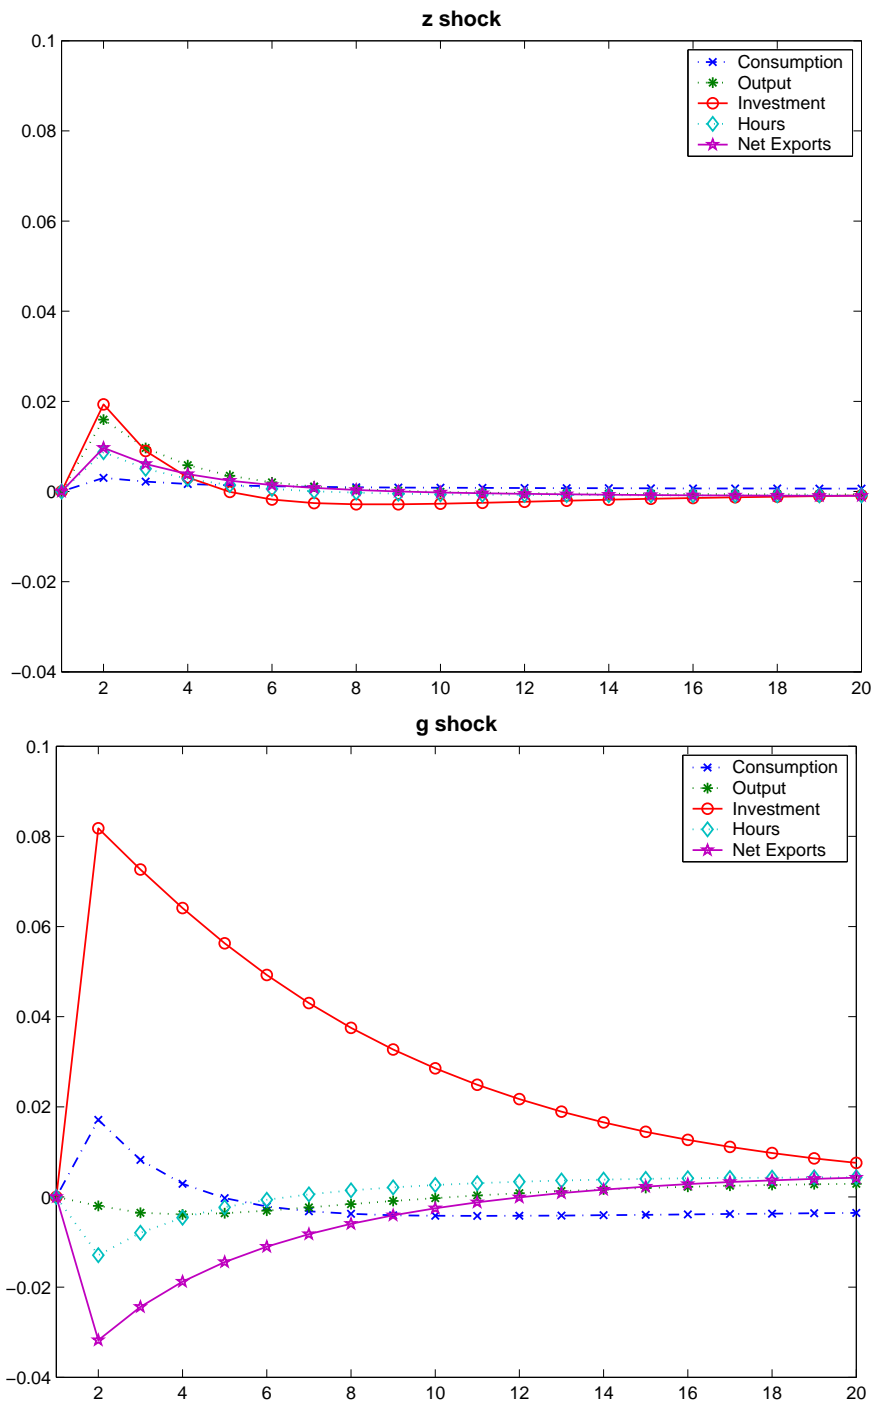 z shock
0.1
0.08
0.06
0.04
0.02
0
−0.02
−0.04
2 4 6 8 10 12 14 16 18 20
Consumption
Output
Investment
Hours
Net Exports
g shock
0.1
0.08
0.06
0.04
0.02
0
−0.02
−0.04
2 4 6 8 10 12 14 16 18 20
Consumption
Output
Investment
Hours
Net Exports